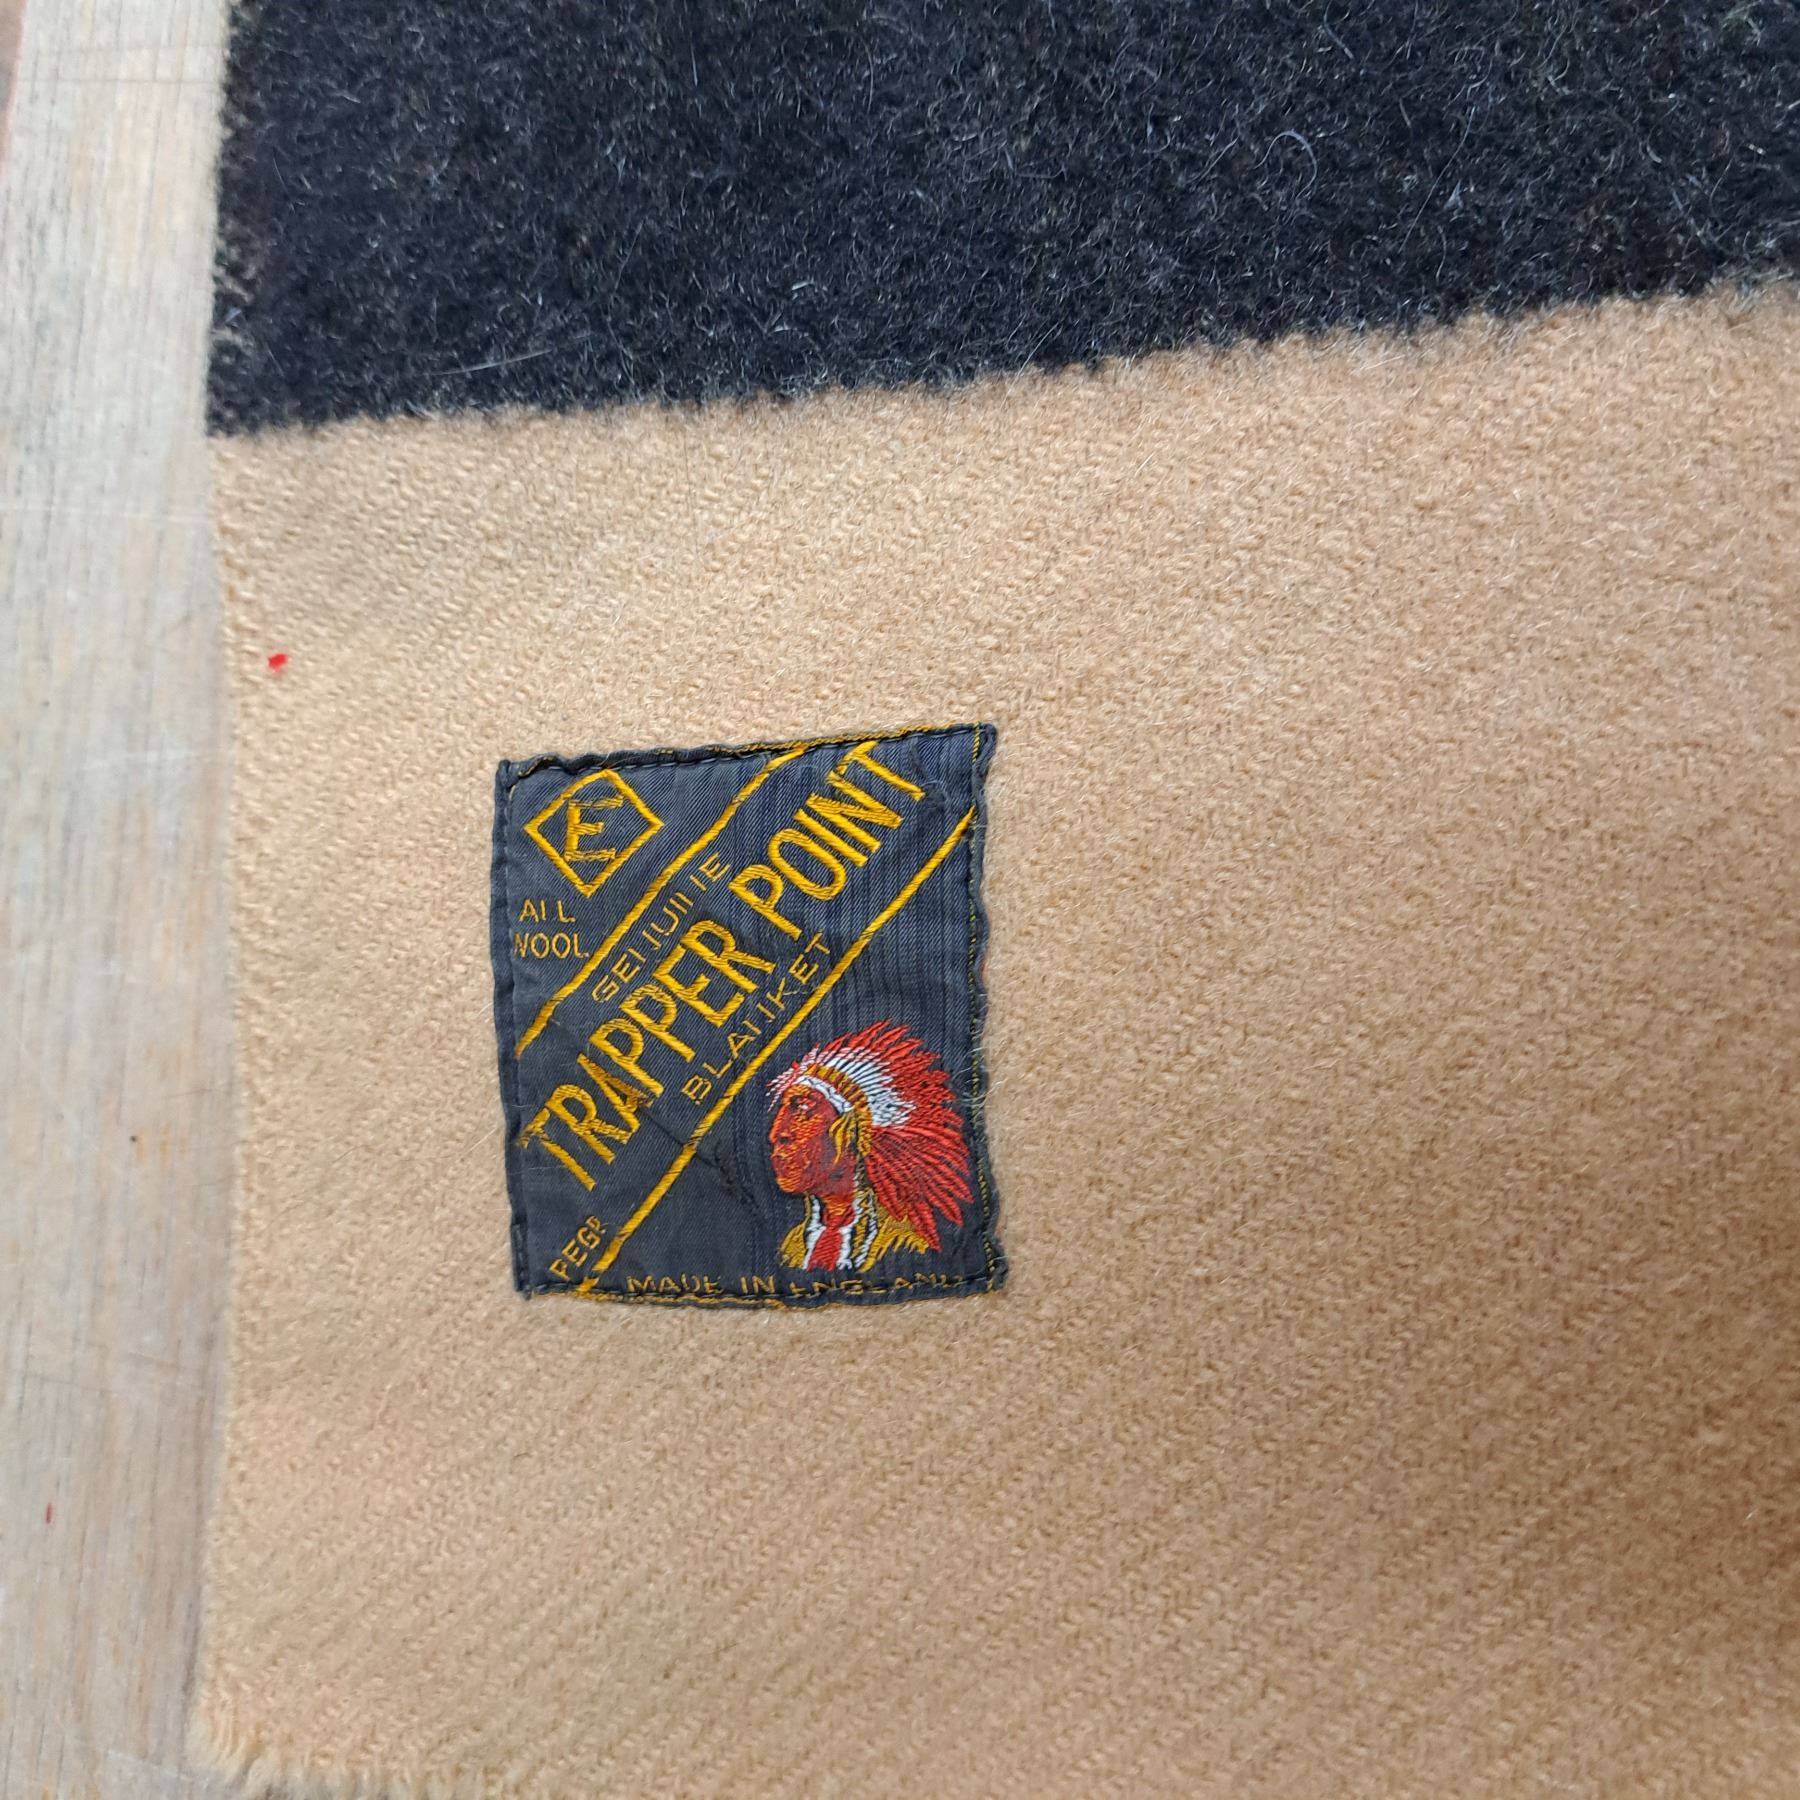 E
ALL
WOOL
GENUINE
TRAPPER POINT
BLANKET
REGD
MADE IN ENGLAND